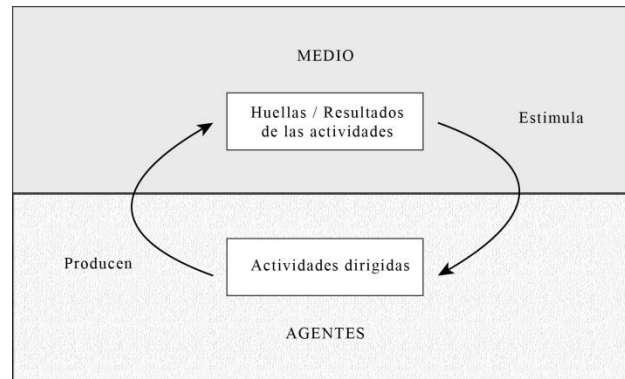 MEDIO
Huellas / Resultados
de las actividades
Estimula
Producen
Actividades dirigidas
AGENTES